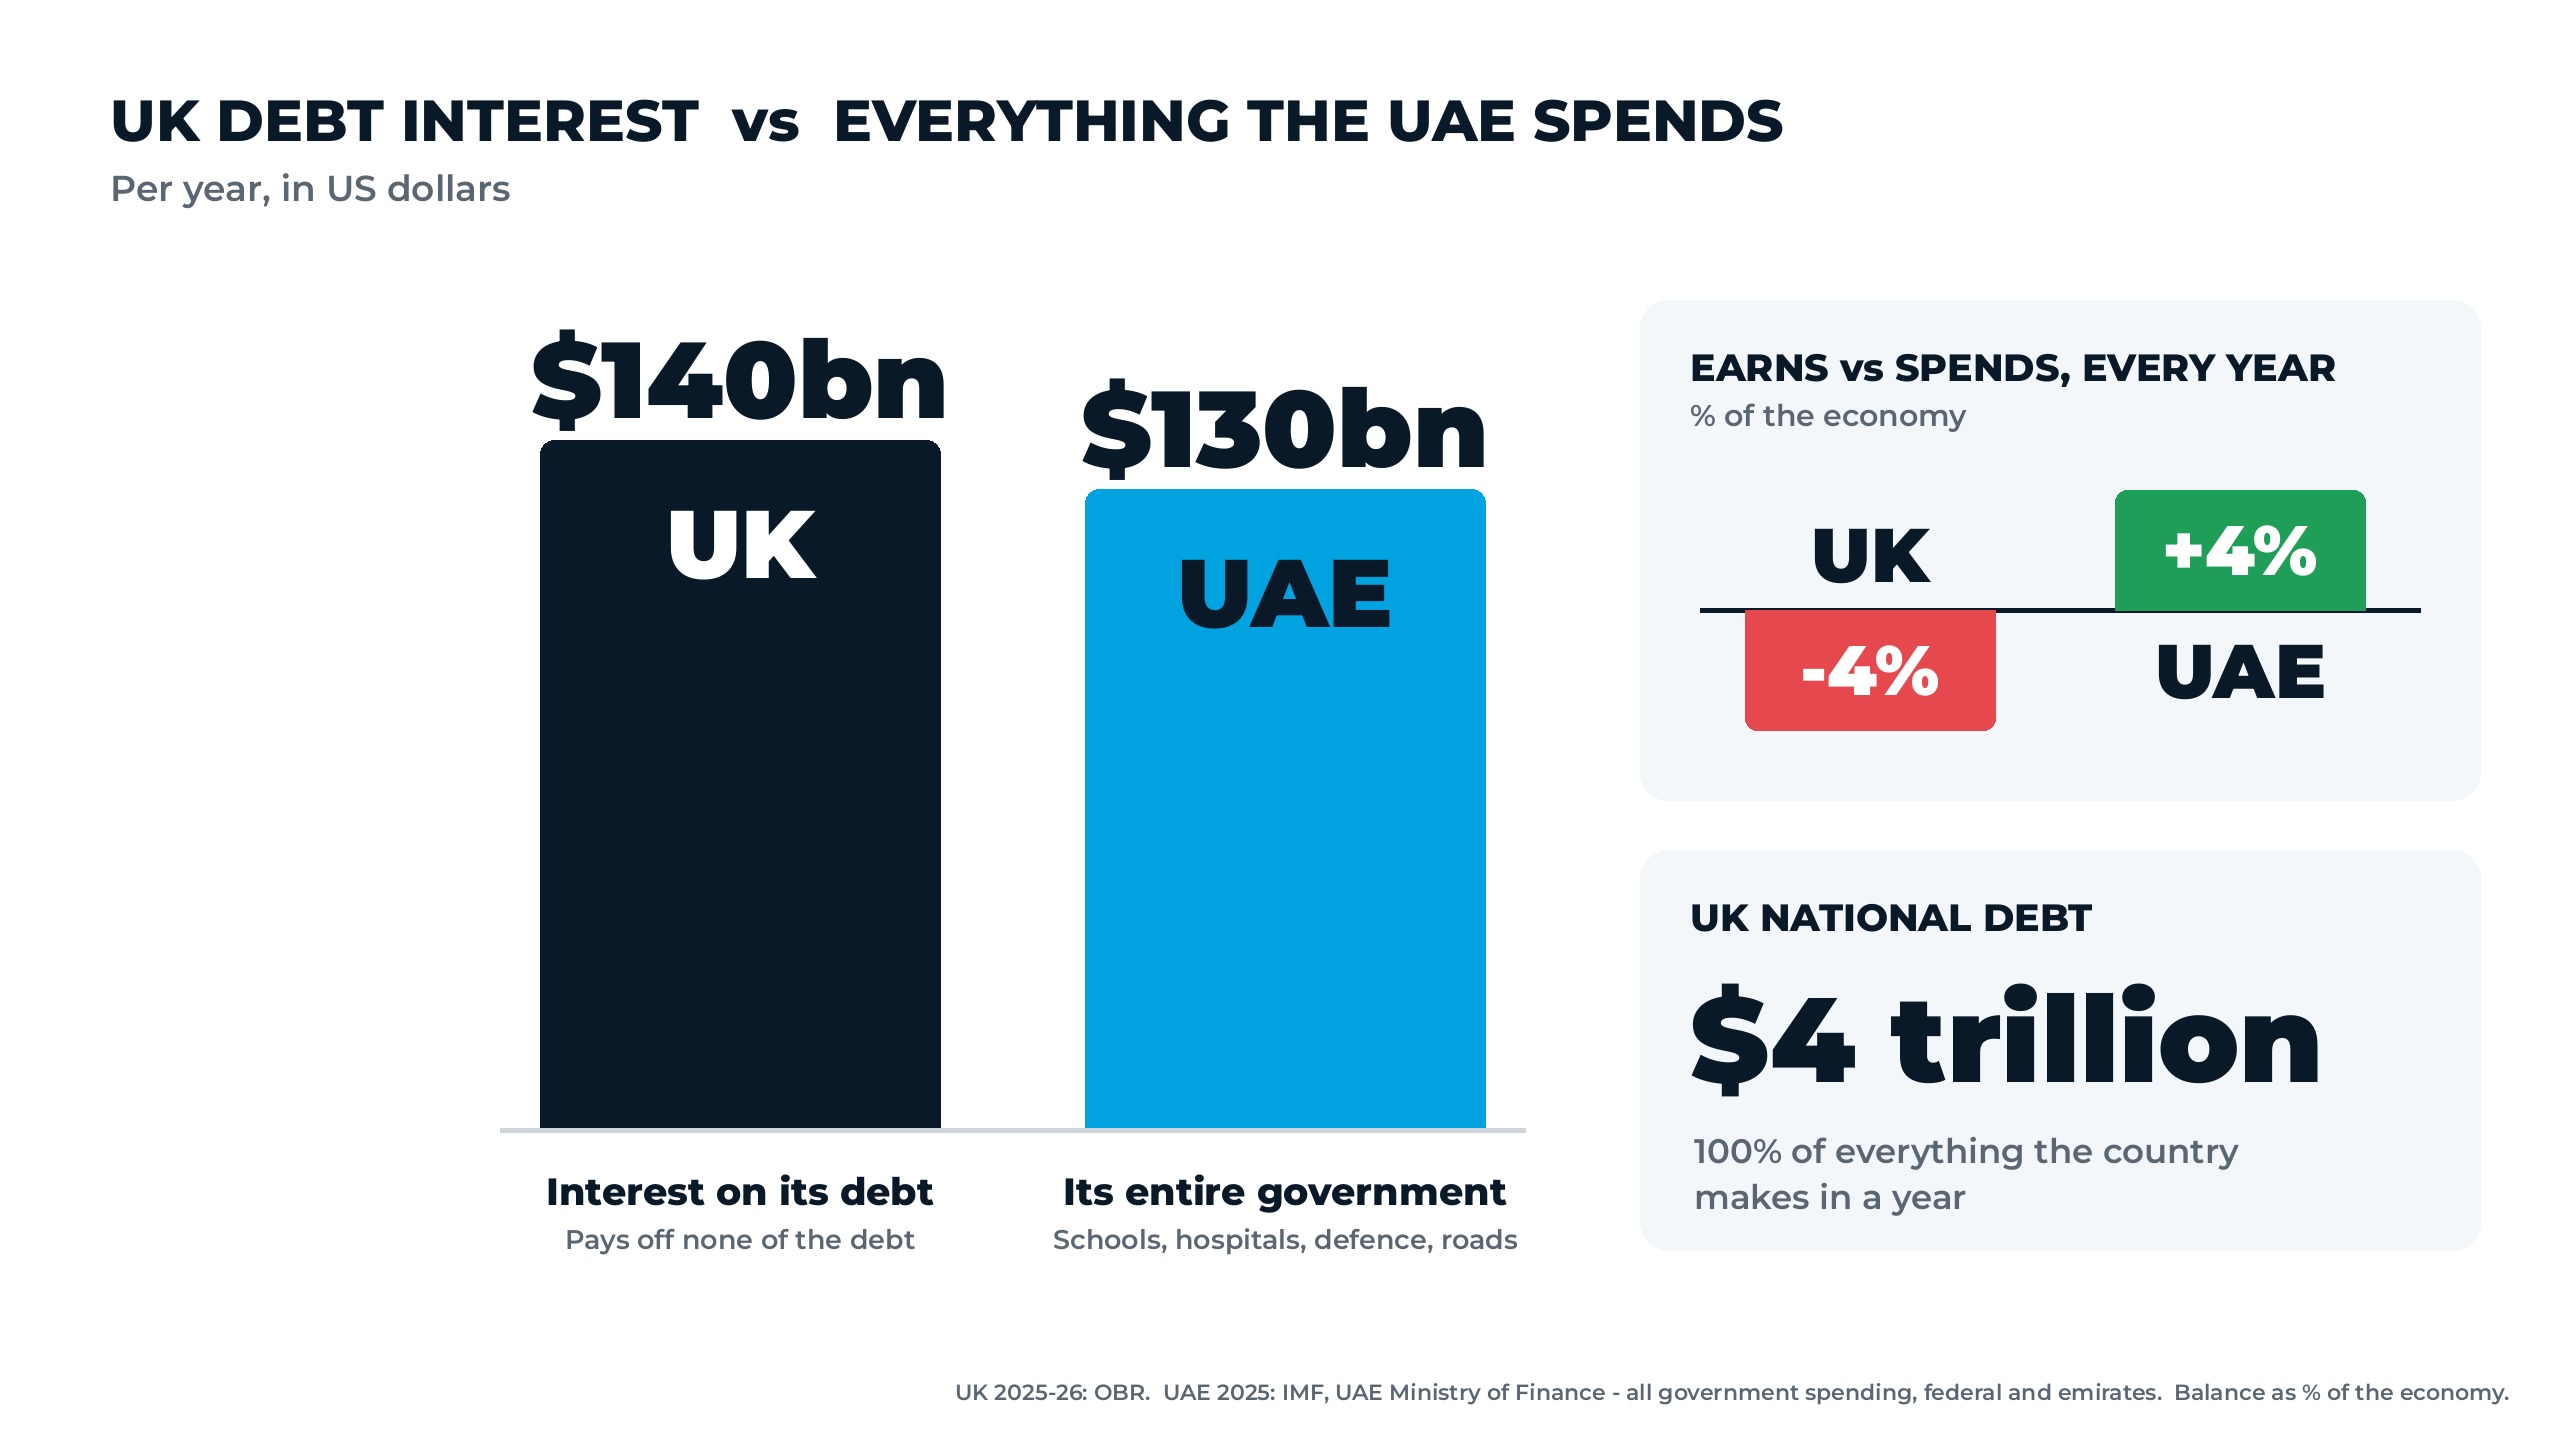 UK DEBT INTEREST vs EVERYTHING THE UAE SPENDS
Per year, in US dollars
$140bn
UK
Interest on its debt
Pays off none of the debt
$130bn
UAE
Its entire government
Schools, hospitals, defence, roads
EARNS vs SPENDS, EVERY YEAR
% of the economy
UK
-4%
+4%
UAE
UK NATIONAL DEBT
$4 trillion
100% of everything the country
makes in a year
UK 2025-26: OBR. UAE 2025: IMF, UAE Ministry of Finance - all government spending, federal and emirates. Balance as % of the economy.